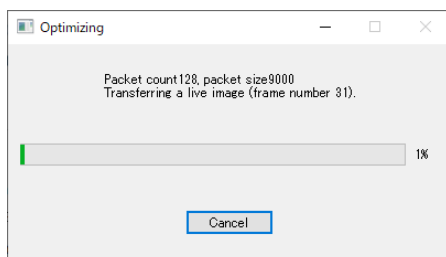 Optimizing
Packet count128, packet size9000
Transferring a live image (frame number 31).
1%
Cancel